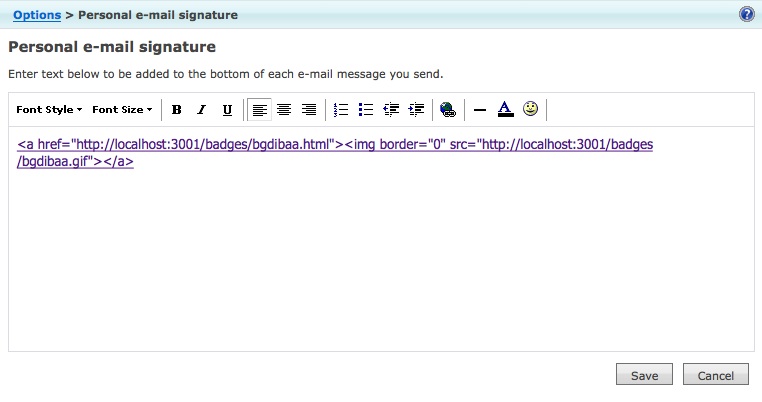 Options > Personal e-mail signature
?
Personal e-mail signature
Enter text below to be added to the bottom of each e-mail message you send.
Font Style Font Size B I U A
<a href="http://localhost:3001/badges/bgdibaa.html"><img border="0" src="http://localhost:3001/badges
/bgdibaa.gif"></a>
Save Cancel